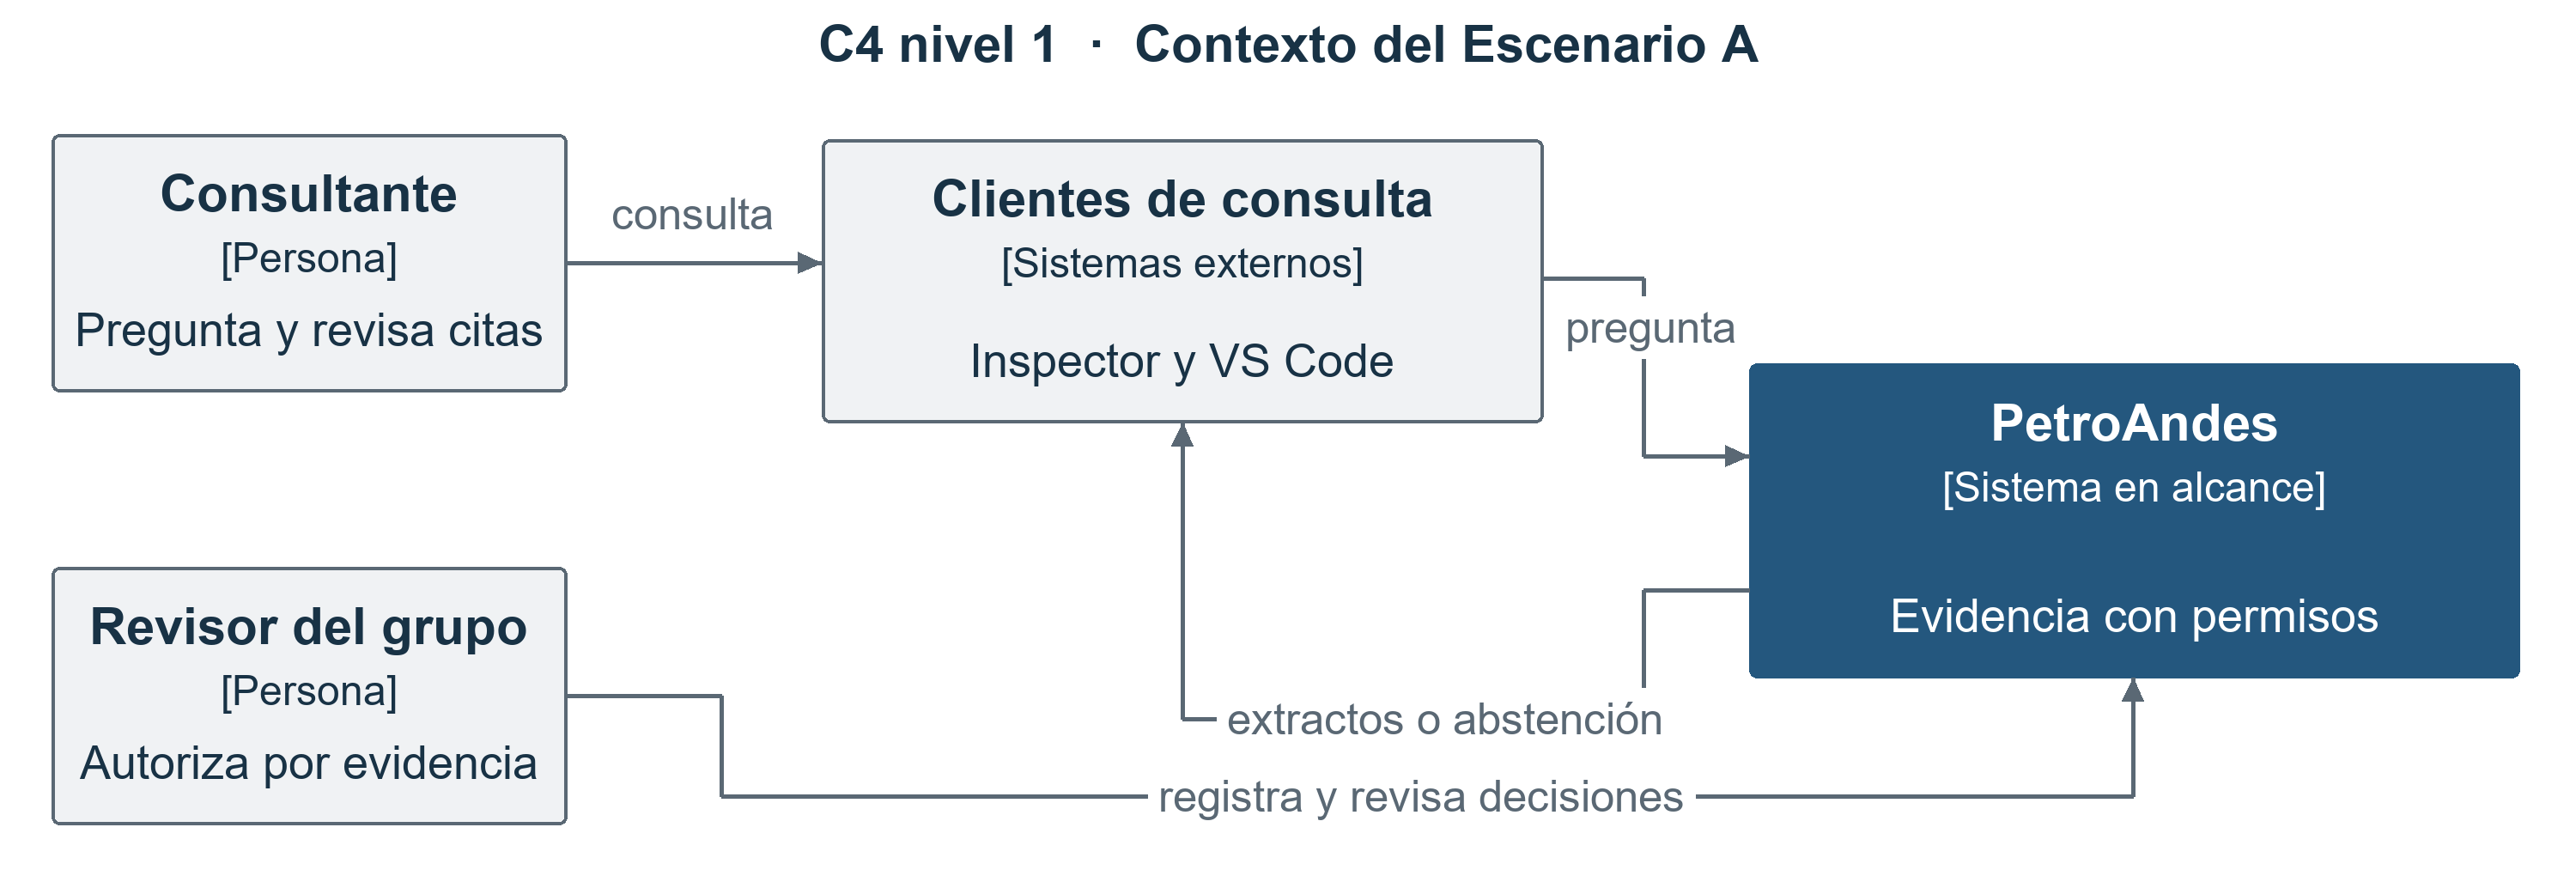 C4 nivel 1 · Contexto del Escenario A
Consultante
[Persona]
Pregunta y revisa citas
consulta
Clientes de consulta
[Sistemas externos]
Inspector y VS Code
pregunta
PetroAndes
[Sistema en alcance]
Evidencia con permisos
Revisor del grupo
[Persona]
Autoriza por evidencia
extractos o abstención
registra y revisa decisiones